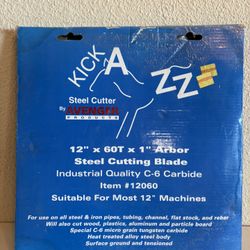 KICK A
ZZ
Steel Cutter
By AVENGER
PRODUCTS
12" x 60T x 1" Arbor
Steel Cutting Blade
Industrial Quality C-6 Carbide
Item #12060
Suitable For Most 12" Machines
For use on all steel & iron pipes, tubing, channel, flat stock, and rebar
Will also cut wood, plastics, aluminum and particle board
Special C-6 micro grain tungsten carbide
Heat treated alloy steel body
Surface ground and tensioned